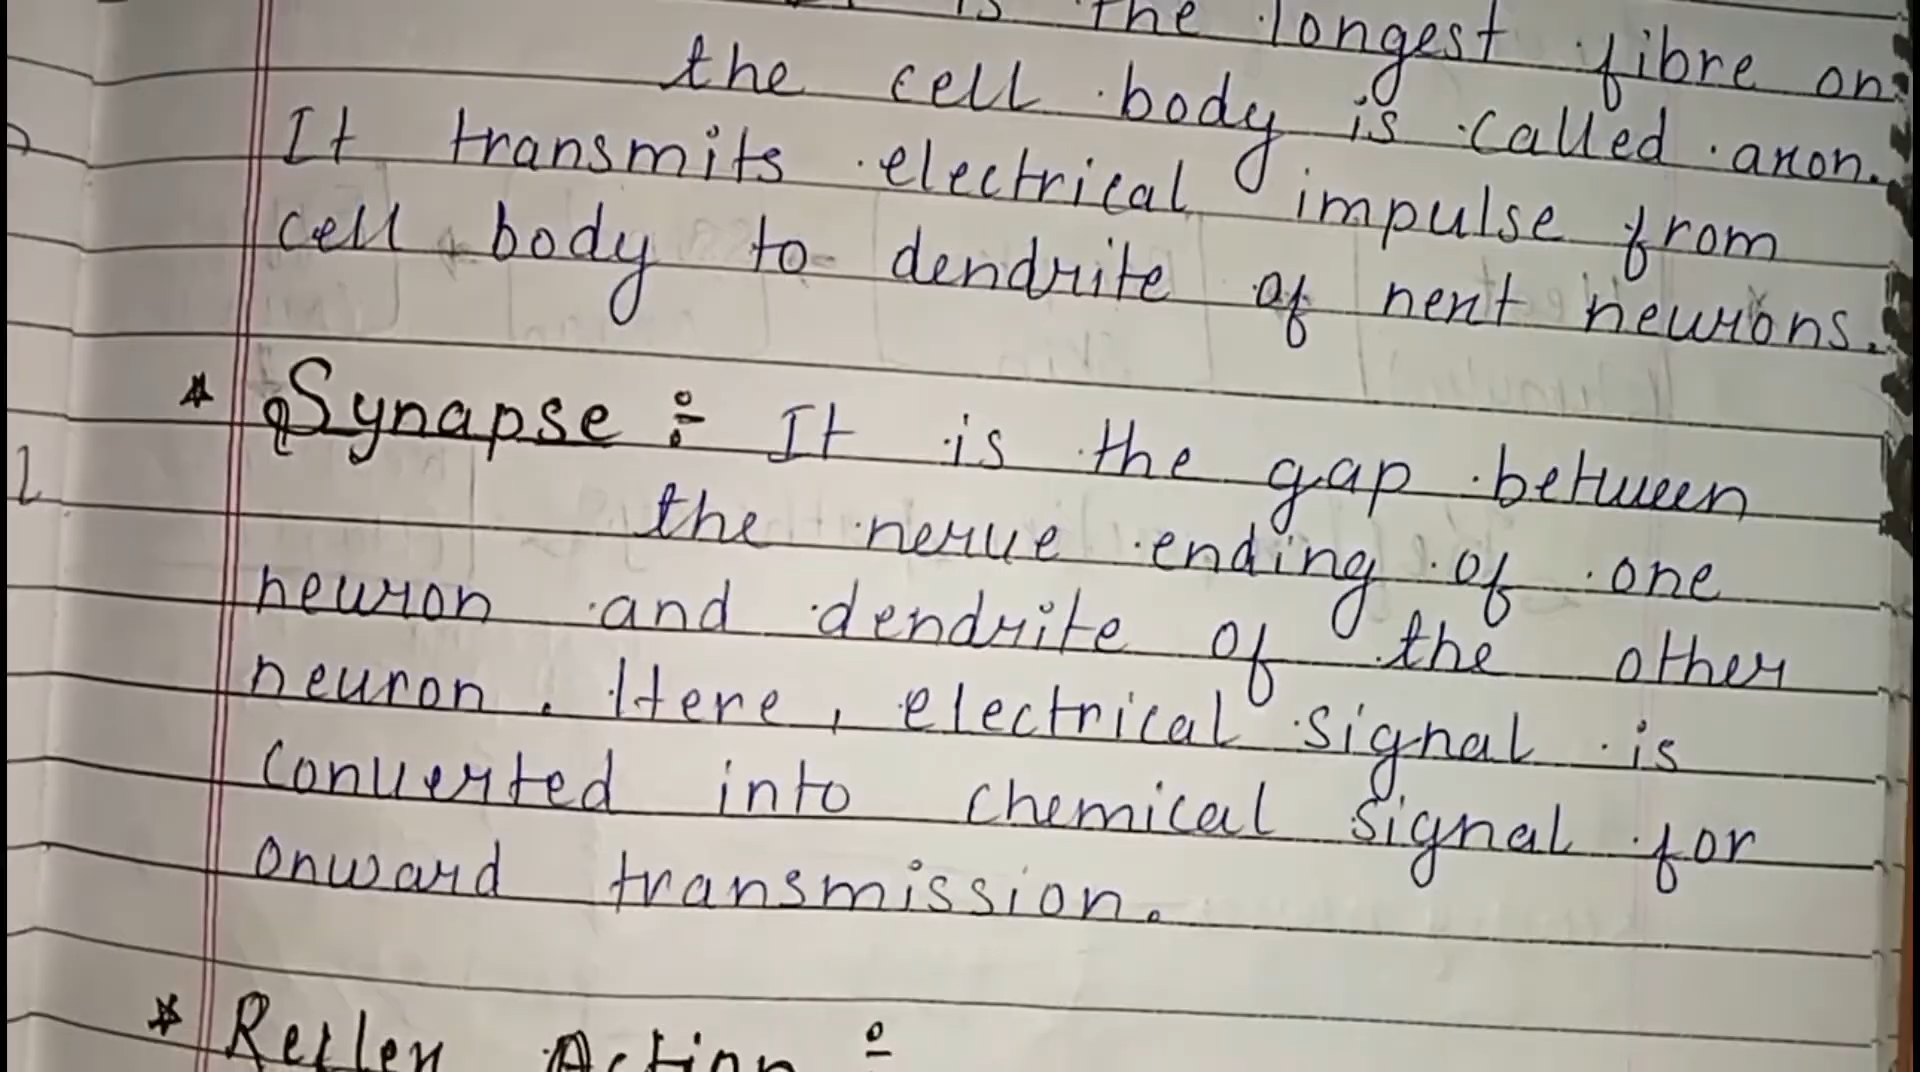 is the longest fibre on
the cell body is called axon.
It transmits electrical impulse from
cell body to dendrite of next neurons.
* Synapse :- It is the gap between
the nerve ending of one
neuron and dendrite of the other
neuron. Here, electrical signal is
converted into chemical signal for
onward transmission.
* Reflex Action :-